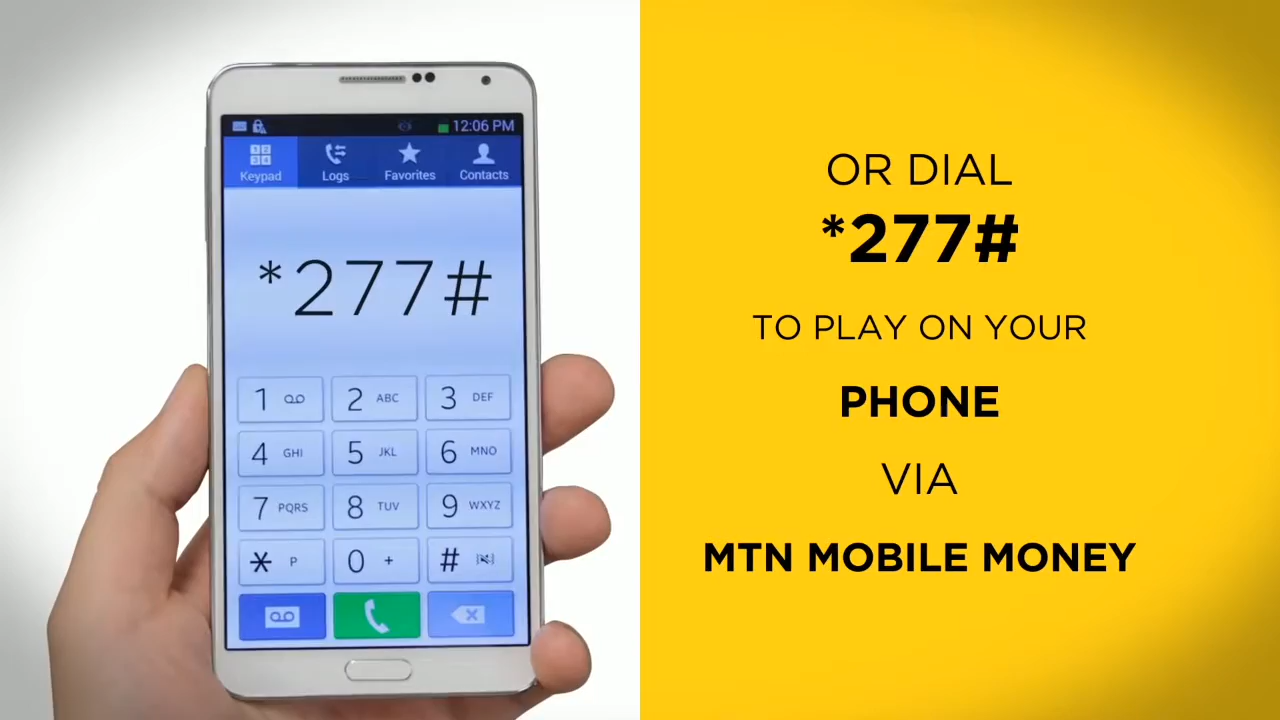 12:06 PM
Keypad Logs Favorites Contacts
*277#
1 2 ABC 3 DEF
4 GHI 5 JKL 6 MNO
7 PQRS 8 TUV 9 WXYZ
* P 0 + #
OR DIAL
*277#
TO PLAY ON YOUR
PHONE
VIA
MTN MOBILE MONEY